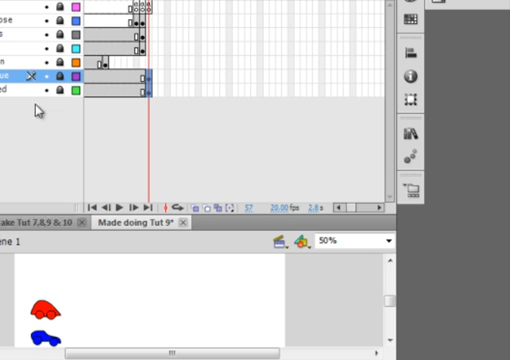 ose
s
n
ue
ed
57 20.00 fps 2.8 s
ake Tut 7,8,9 & 10 Made doing Tut 9*
ene 1 50%